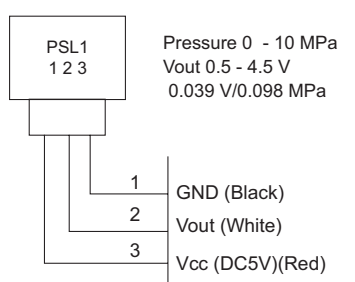 PSL1
1 2 3
Pressure 0 - 10 MPa
Vout 0.5 - 4.5 V
0.039 V/0.098 MPa
1
GND (Black)
2
Vout (White)
3
Vcc (DC5V)(Red)